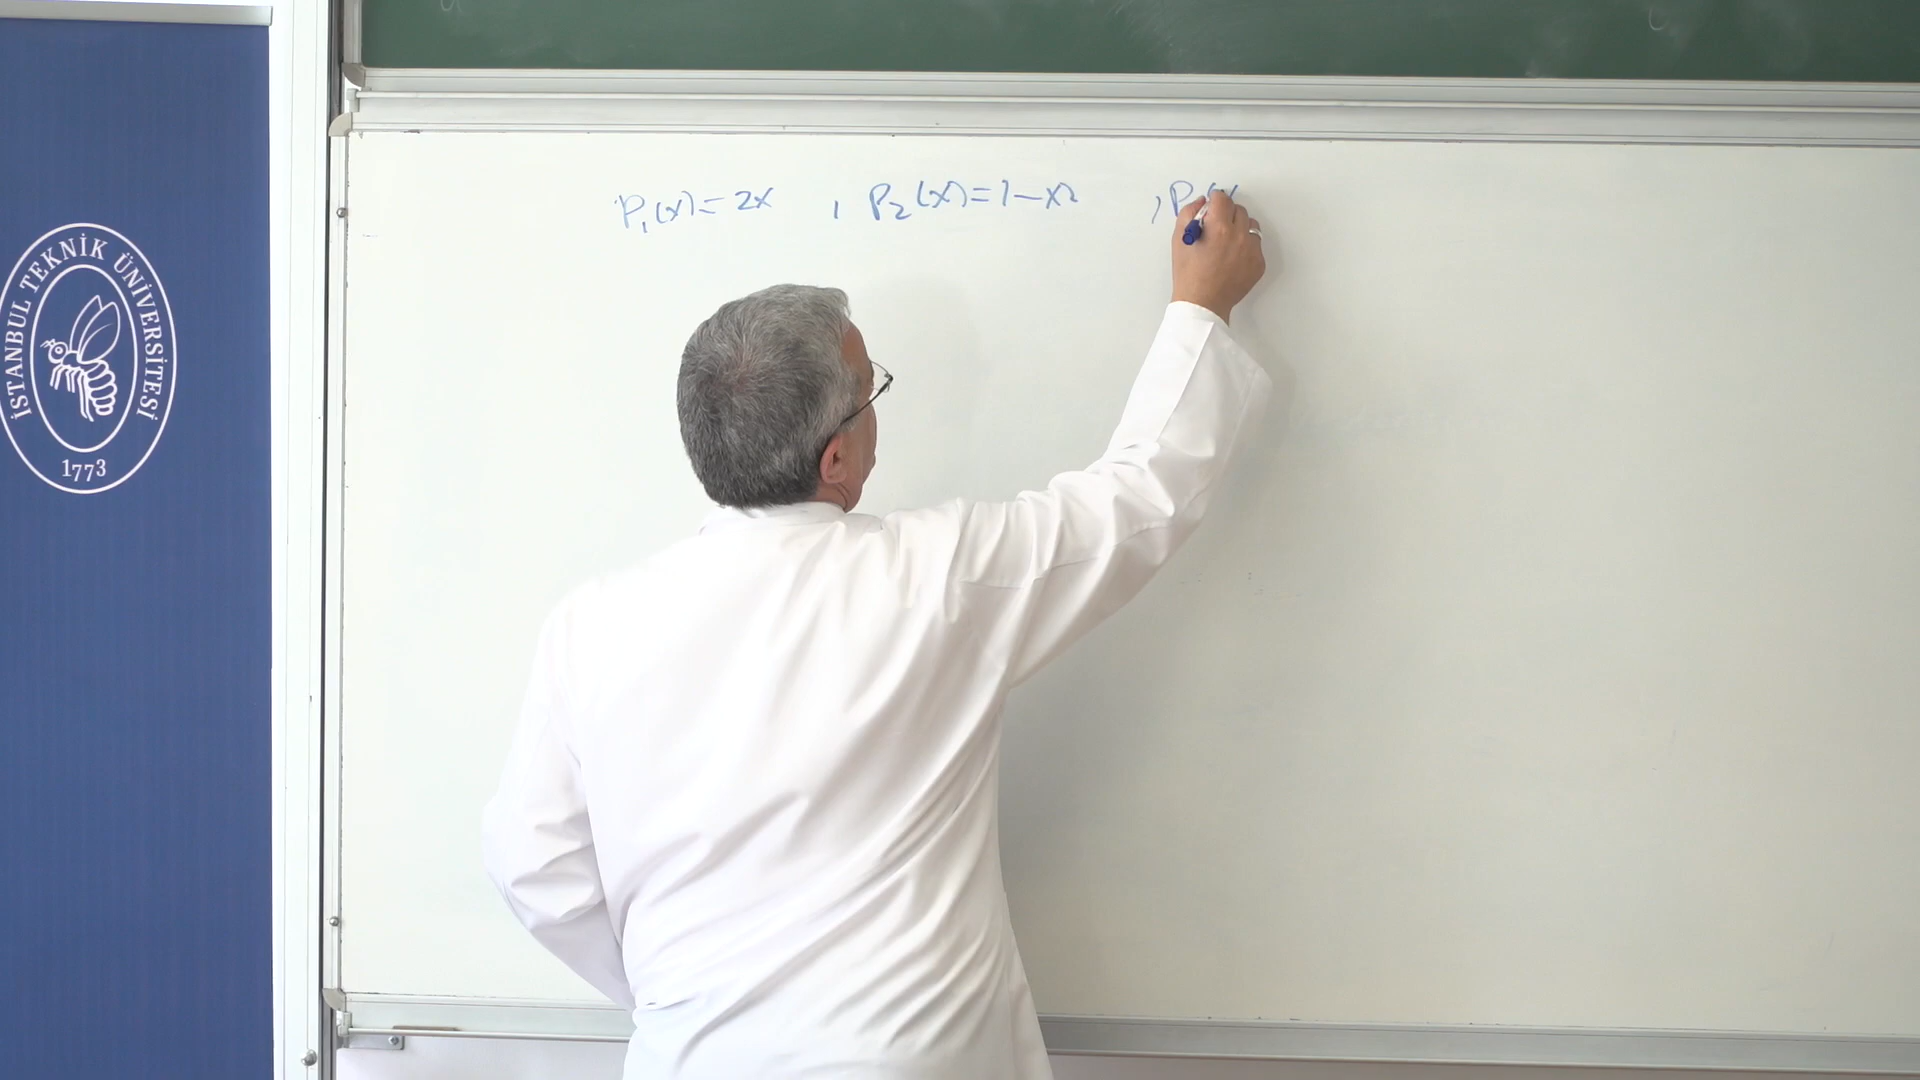 P₁(x) = 2x , P₂(x) = 1 - x² , P
İSTANBUL TEKNİK ÜNİVERSİTESİ
1773